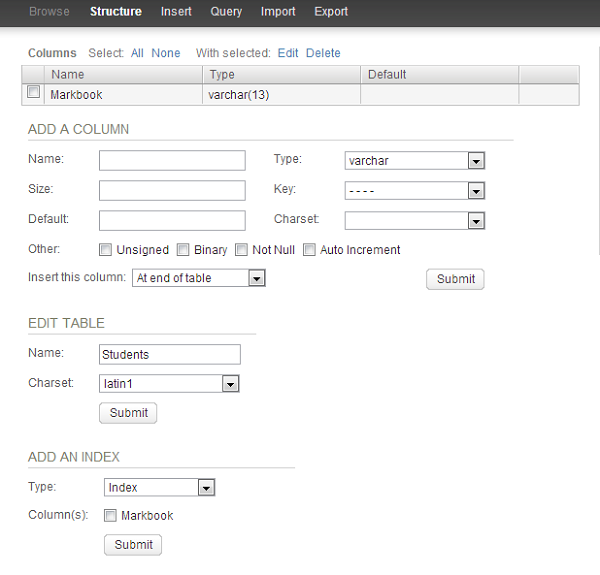 Browse Structure Insert Query Import Export
Columns Select: All None With selected: Edit Delete
Name Type Default
Markbook varchar(13)
ADD A COLUMN
Name: Type: varchar
Size: Key: - - - -
Default: Charset:
Other: Unsigned Binary Not Null Auto Increment
Insert this column: At end of table Submit
EDIT TABLE
Name: Students
Charset: latin1
Submit
ADD AN INDEX
Type: Index
Column(s): Markbook
Submit